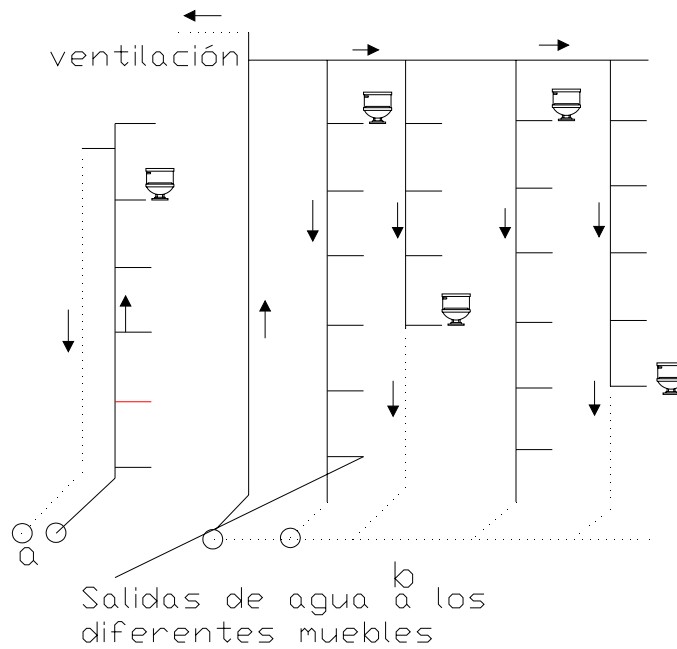 ventilación
a
b
Salidas de agua a los
diferentes muebles